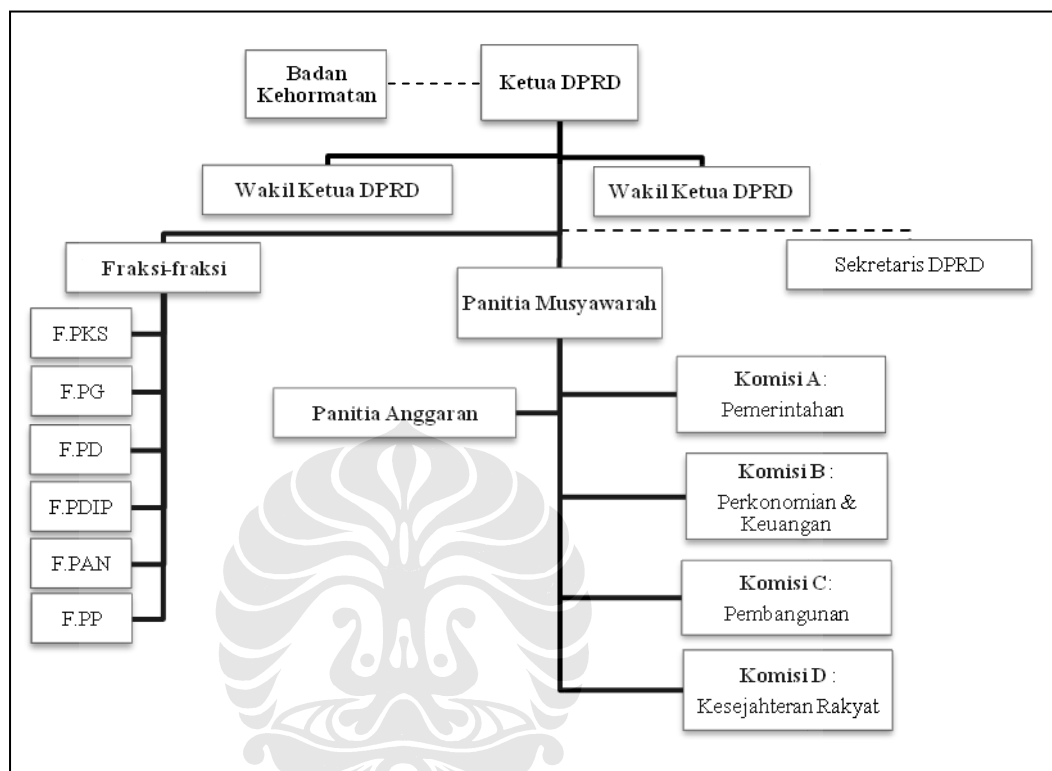 Badan
Kehormatan
Ketua DPRD
Wakil Ketua DPRD
Wakil Ketua DPRD
Fraksi-fraksi
Sekretaris DPRD
Panitia Musyawarah
F.PKS
F.PG
F.PD
F.PDIP
F.PAN
F.PP
Panitia Anggaran
Komisi A:
Pemerintahan
Komisi B :
Perkonomian &
Keuangan
Komisi C:
Pembangunan
Komisi D :
Kesejahteran Rakyat